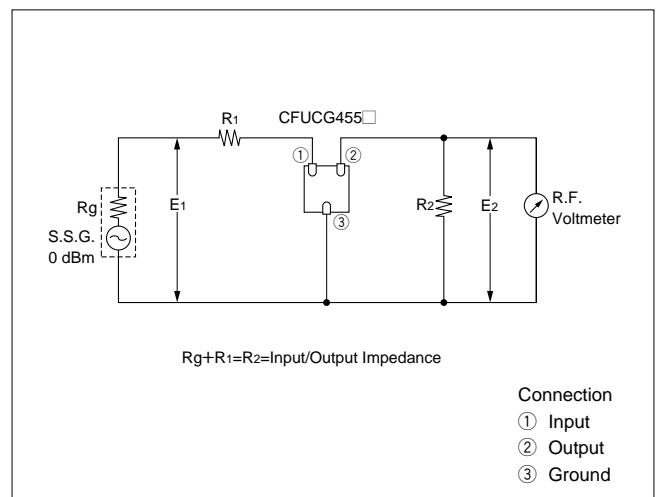 R1
CFUCG455□
①
②
Rg
E1
R2
E2
R.F.
Voltmeter
S.S.G.
0 dBm
③
Rg+R1=R2=Input/Output Impedance
Connection
① Input
② Output
③ Ground